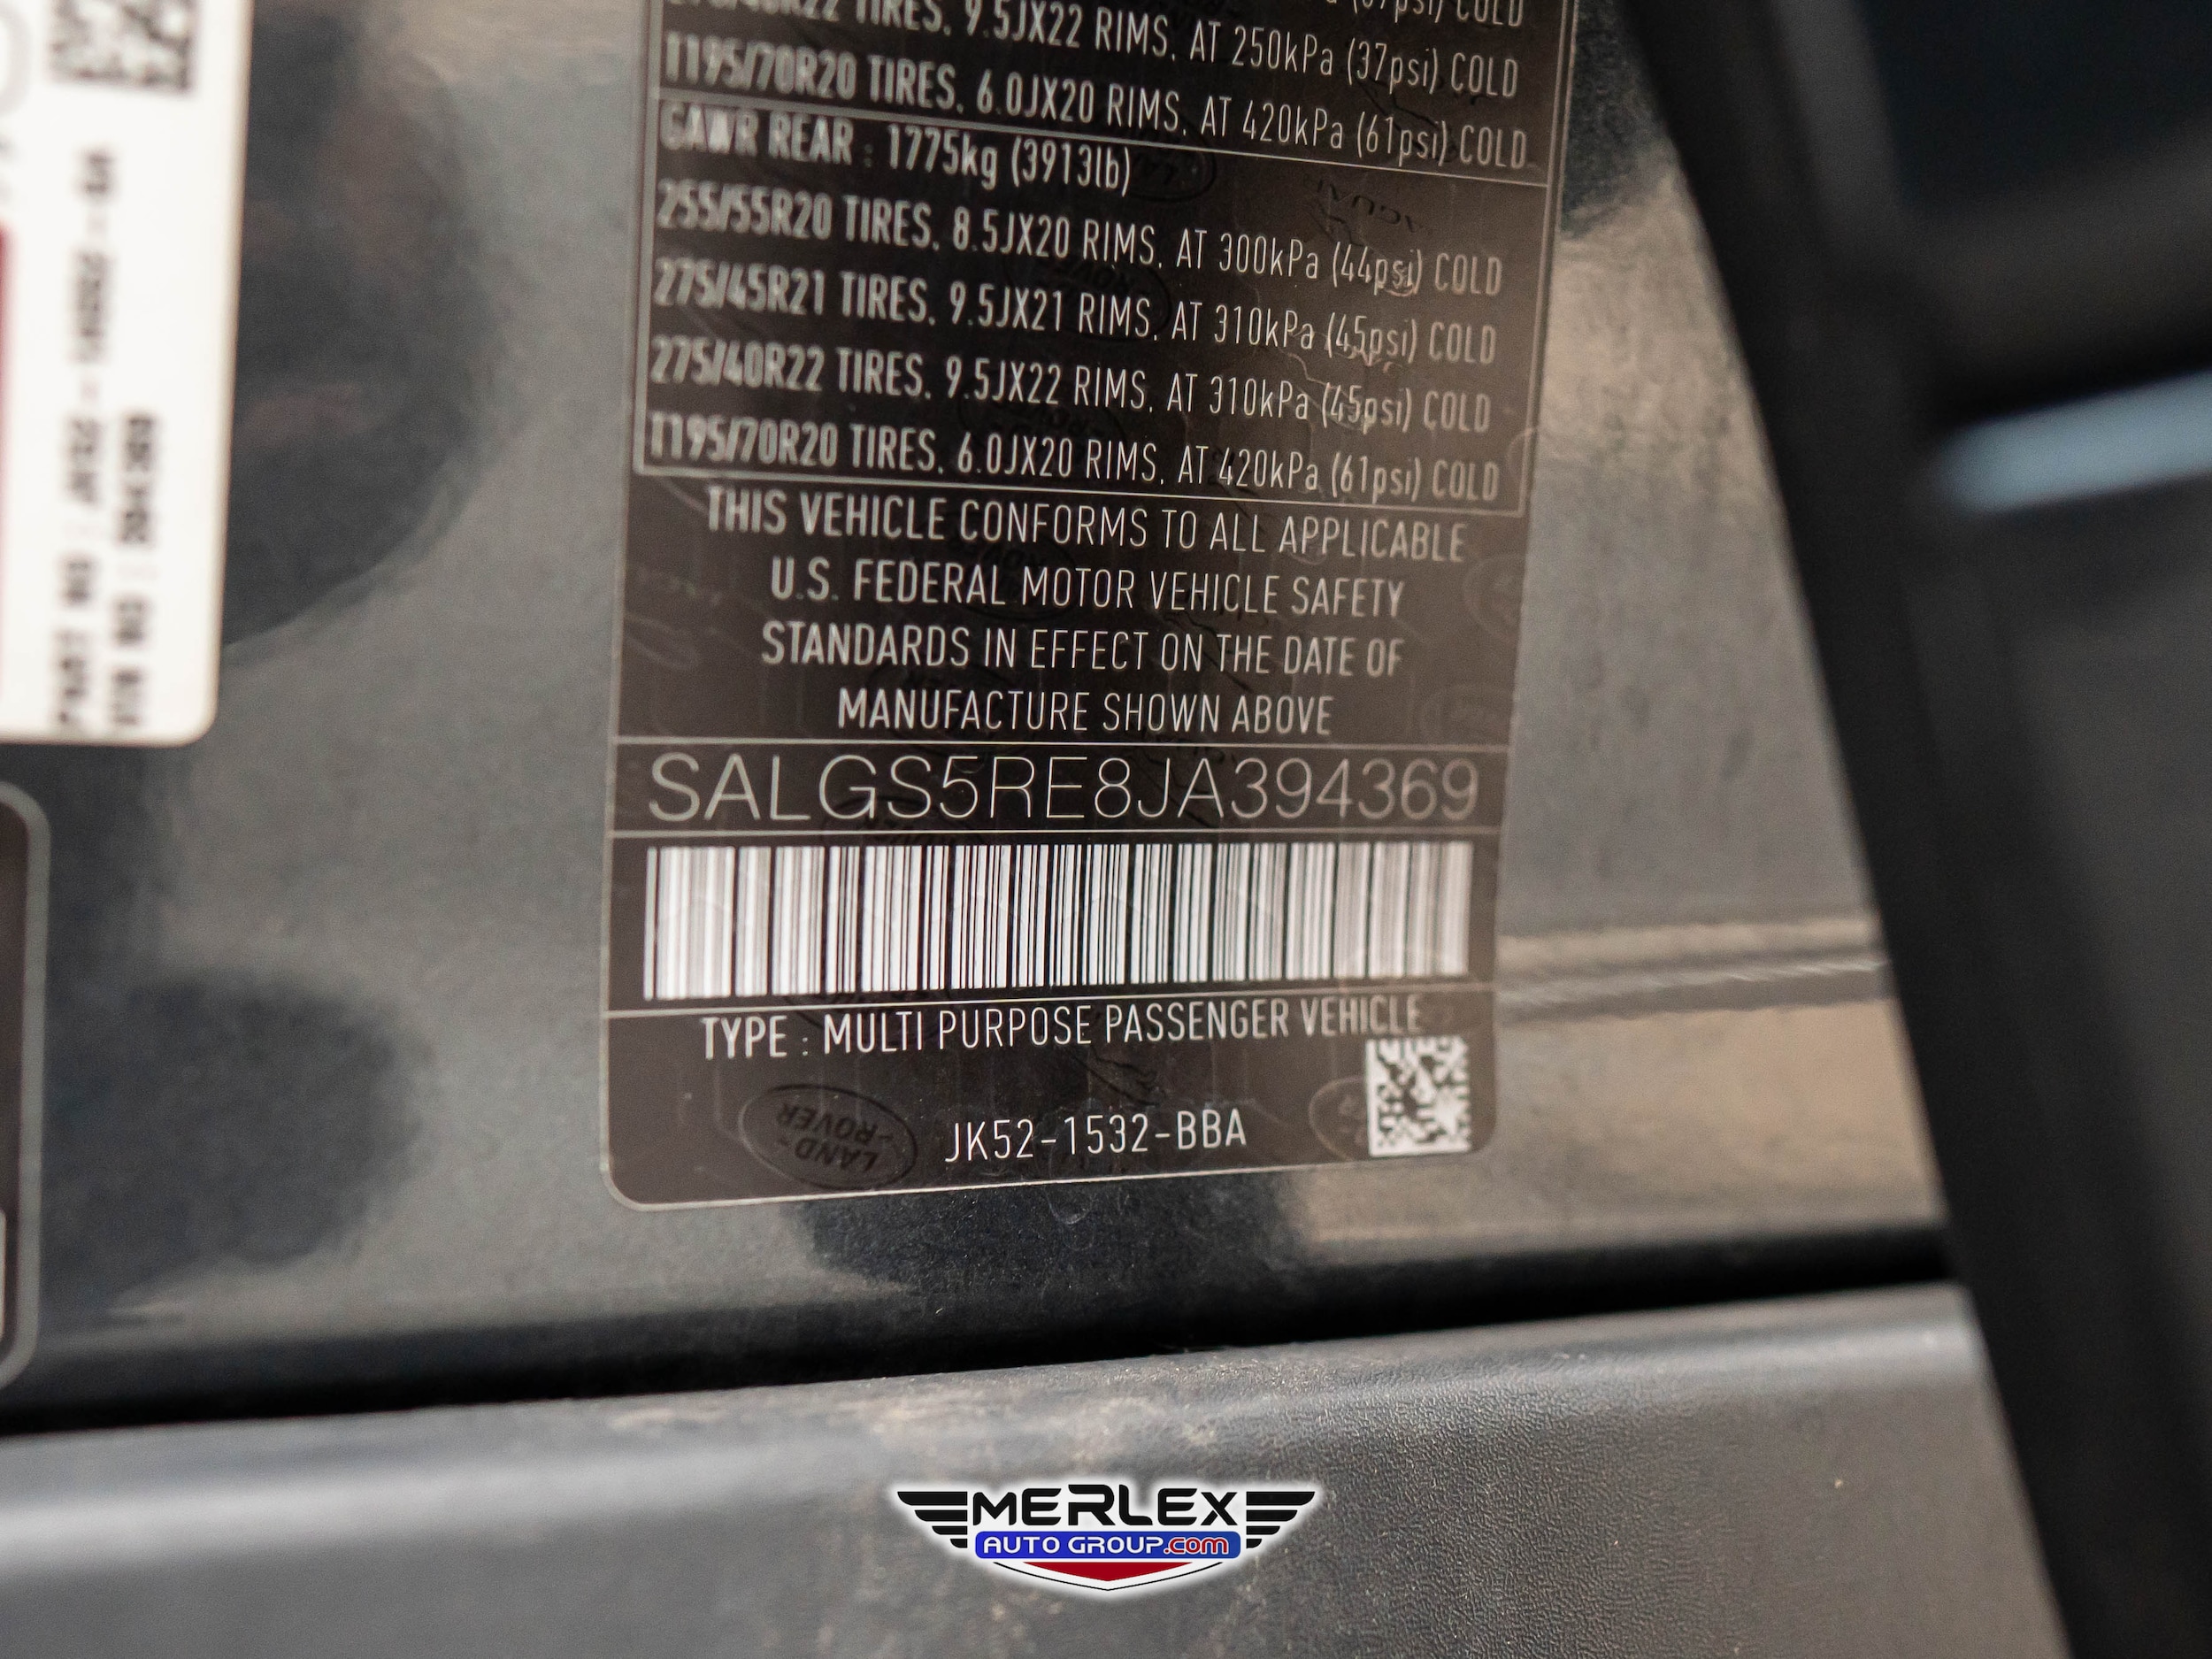 TIRES, 9.5JX22 RIMS, AT 250kPa (37psi) COLD
T195/70R20 TIRES, 6.0JX20 RIMS, AT 420kPa (61psi) COLD
GAWR REAR : 1775kg (3913lb)
255/55R20 TIRES, 8.5JX20 RIMS, AT 300kPa (44psi) COLD
275/45R21 TIRES, 9.5JX21 RIMS, AT 310kPa (45psi) COLD
275/40R22 TIRES, 9.5JX22 RIMS, AT 310kPa (45psi) COLD
T195/70R20 TIRES, 6.0JX20 RIMS, AT 420kPa (61psi) COLD
THIS VEHICLE CONFORMS TO ALL APPLICABLE
U.S. FEDERAL MOTOR VEHICLE SAFETY
STANDARDS IN EFFECT ON THE DATE OF
MANUFACTURE SHOWN ABOVE
SALGS5RE8JA394369
TYPE : MULTI PURPOSE PASSENGER VEHICLE
LAND-
-ROVER
JK52-1532-BBA
MERLEX
AUTO GROUP.com